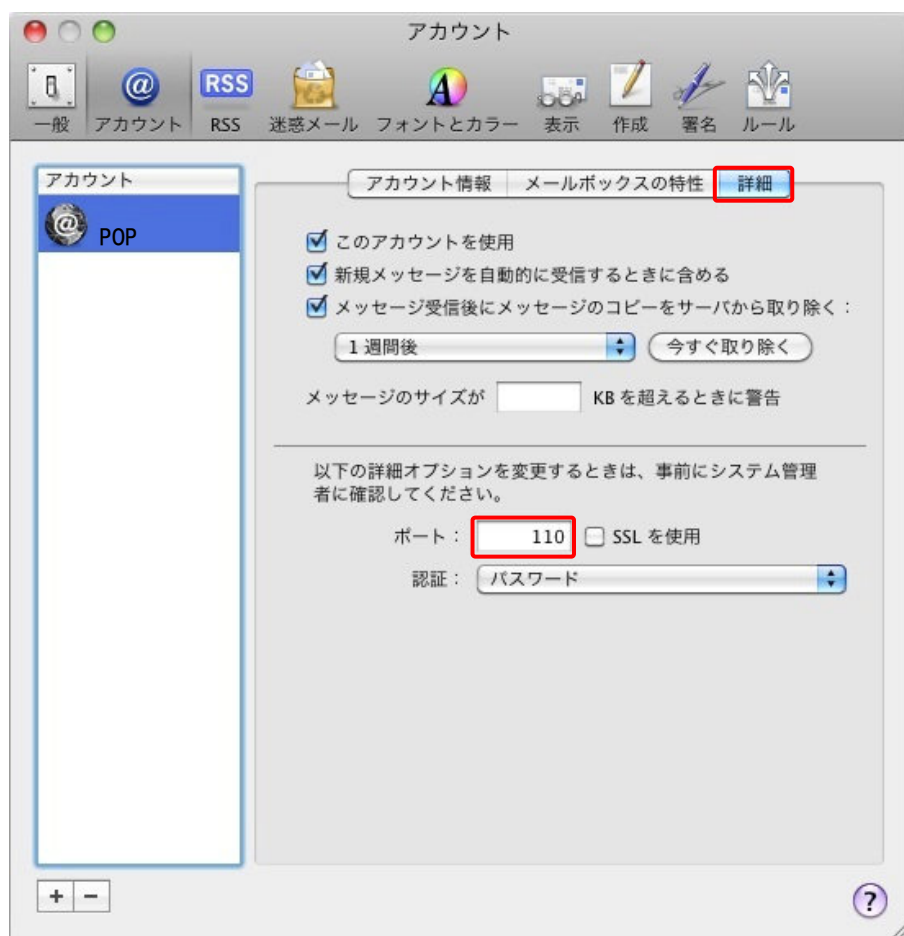 アカウント
RSS
一般 アカウント RSS 迷惑メール フォントとカラー 表示 作成 署名 ルール
アカウント
POP
アカウント情報 メールボックスの特性 詳細
このアカウントを使用
新規メッセージを自動的に受信するときに含める
メッセージ受信後にメッセージのコピーをサーバから取り除く：
1 週間後 今すぐ取り除く
メッセージのサイズが KB を超えるときに警告
以下の詳細オプションを変更するときは、事前にシステム管理
者に確認してください。
ポート： 110 SSL を使用
認証： パスワード
+ − ?